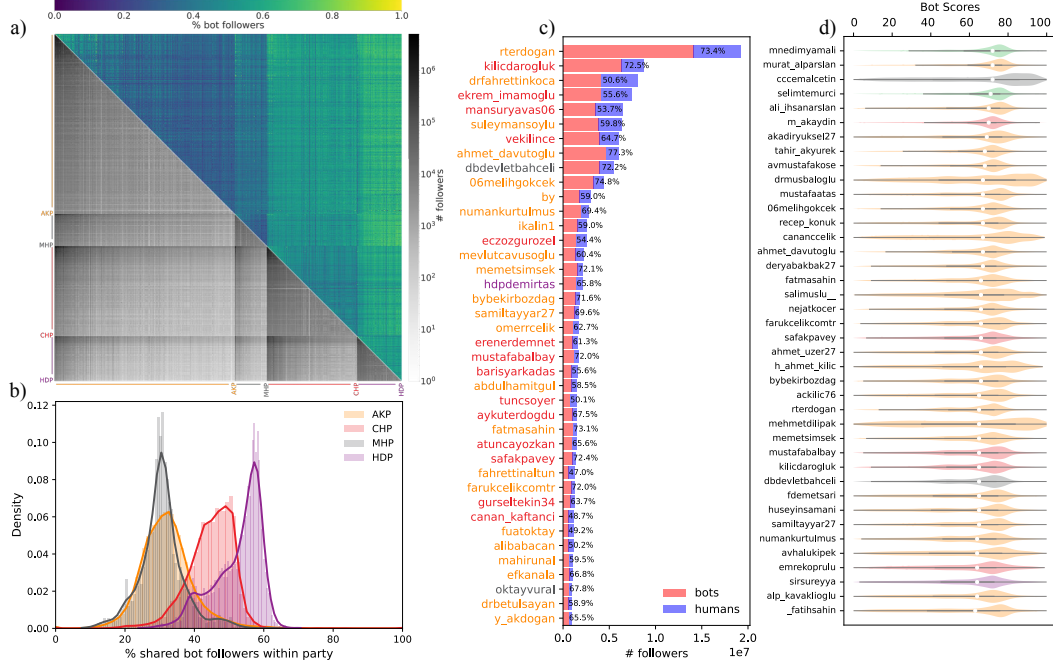 a)
0.0 0.2 0.4 0.6 0.8 1.0
% bot followers
10⁶
10⁵
10⁴
10³
10²
10¹
10⁰
# followers
AKP
MHP
CHP
HDP
AKP
MHP
CHP
HDP
b)
0.12
0.10
0.08
0.06
0.04
0.02
0.00
Density
AKP
CHP
MHP
HDP
0 20 40 60 80 100
% shared bot followers within party
c)
rterdogan 73.4%
kilicdarogluk 72.5%
drfahrettinkoca 50.6%
ekrem_imamoglu 55.6%
mansuryavas06 53.7%
suleymansoylu 59.8%
vekilince 64.7%
ahmet_davutoglu 77.3%
dbdevletbahceli 72.2%
06melihgokcek 74.8%
by 59.0%
numankurtulmus 69.4%
ikalin1 59.0%
eczozgurozel 54.4%
mevlutcavusoglu 60.4%
memetsimsek 72.1%
hdpdemirtas 65.8%
bybekirbozdag 71.6%
samiltayyar27 69.6%
omerrcelik 62.7%
erenerdemnet 61.3%
mustafabalbay 72.0%
barisyarkadas 55.6%
abdulhamitgul 58.5%
tuncsoyer 50.1%
aykuterdogdu 67.5%
fatmasahin 73.1%
atuncayozkan 65.6%
safakpavey 72.4%
fahrettinaltun 47.0%
farukcelikcomtr 72.0%
gurseltekin34 63.7%
canan_kaftanci 48.7%
fuatoktay 49.2%
alibabacan 50.2%
mahirunal 59.5%
efkanala 66.8%
oktayvural 67.8%
drbetulsayan 58.9%
y_akdogan 65.5%
bots
humans
0.0 0.5 1.0 1.5 2.0
# followers 1e7
d)
Bot Scores
0 20 40 60 80 100
mnedimyamali
murat_alparslan
cccemalcetin
selimtemurci
ali_ihsanarslan
m_akaydin
akadiryuksel27
tahir_akyurek
avmustafakose
drmusbaloglu
mustafaatas
06melihgokcek
recep_konuk
cananccelik
ahmet_davutoglu
deryabakbak27
fatmasahin
salimuslu__
nejatkocer
farukcelikcomtr
safakpavey
ahmet_uzer27
h_ahmet_kilic
bybekirbozdag
ackilic76
rterdogan
mehmetdilipak
memetsimsek
mustafabalbay
kilicdarogluk
dbdevletbahceli
fdemetsari
huseyinsamani
samiltayyar27
numankurtulmus
avhalukipek
emrekoprulu
sirsureyya
alp_kavaklioglu
_fatihsahin